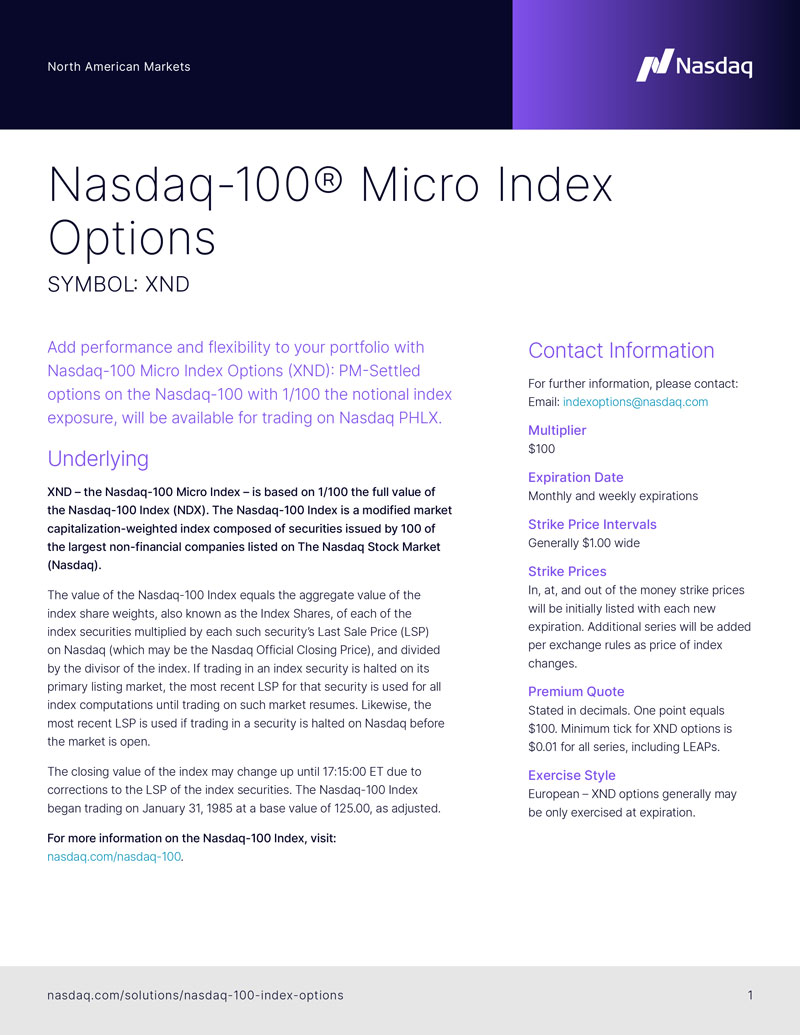 North American Markets
Nasdaq
Nasdaq-100® Micro Index
Options
SYMBOL: XND
Add performance and flexibility to your portfolio with
Nasdaq-100 Micro Index Options (XND): PM-Settled
options on the Nasdaq-100 with 1/100 the notional index
exposure, will be available for trading on Nasdaq PHLX.
Underlying
XND – the Nasdaq-100 Micro Index – is based on 1/100 the full value of
the Nasdaq-100 Index (NDX). The Nasdaq-100 Index is a modified market
capitalization-weighted index composed of securities issued by 100 of
the largest non-financial companies listed on The Nasdaq Stock Market
(Nasdaq).
The value of the Nasdaq-100 Index equals the aggregate value of the
index share weights, also known as the Index Shares, of each of the
index securities multiplied by each such security’s Last Sale Price (LSP)
on Nasdaq (which may be the Nasdaq Official Closing Price), and divided
by the divisor of the index. If trading in an index security is halted on its
primary listing market, the most recent LSP for that security is used for all
index computations until trading on such market resumes. Likewise, the
most recent LSP is used if trading in a security is halted on Nasdaq before
the market is open.
The closing value of the index may change up until 17:15:00 ET due to
corrections to the LSP of the index securities. The Nasdaq-100 Index
began trading on January 31, 1985 at a base value of 125.00, as adjusted.
For more information on the Nasdaq-100 Index, visit:
nasdaq.com/nasdaq-100.
Contact Information
For further information, please contact:
Email: indexoptions@nasdaq.com
Multiplier
$100
Expiration Date
Monthly and weekly expirations
Strike Price Intervals
Generally $1.00 wide
Strike Prices
In, at, and out of the money strike prices
will be initially listed with each new
expiration. Additional series will be added
per exchange rules as price of index
changes.
Premium Quote
Stated in decimals. One point equals
$100. Minimum tick for XND options is
$0.01 for all series, including LEAPs.
Exercise Style
European – XND options generally may
be only exercised at expiration.
nasdaq.com/solutions/nasdaq-100-index-options
1